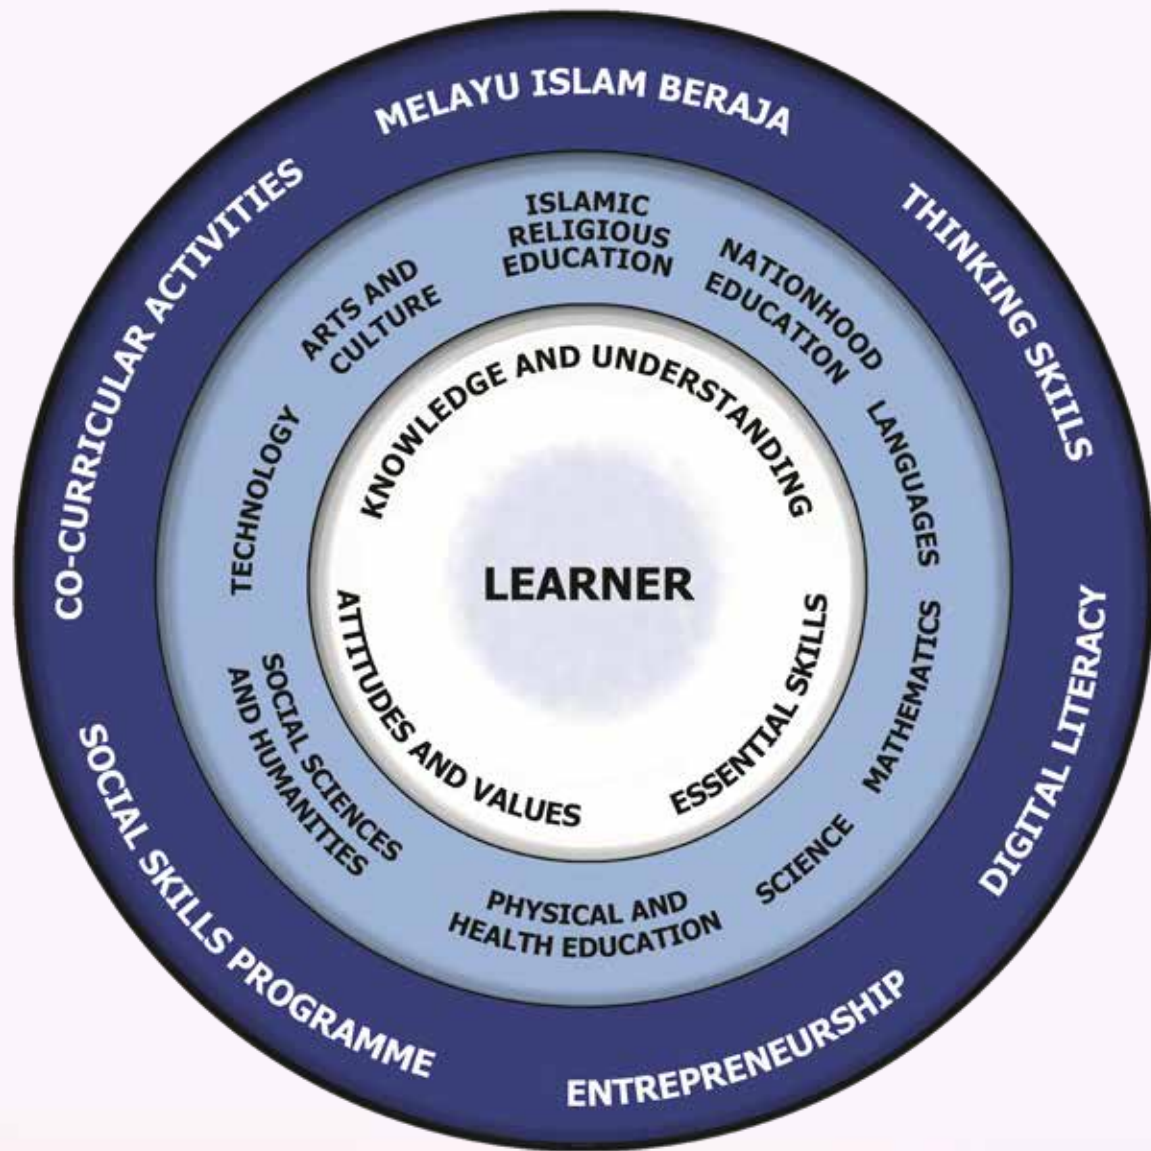 MELAYU ISLAM BERAJA
THINKING SKIILS
DIGITAL LITERACY
ENTREPRENEURSHIP
SOCIAL SKILLS PROGRAMME
CO-CURRICULAR ACTIVITIES
ISLAMIC
RELIGIOUS
EDUCATION
NATIONHOOD
EDUCATION
LANGUAGES
MATHEMATICS
SCIENCE
PHYSICAL AND
HEALTH EDUCATION
SOCIAL SCIENCES
AND HUMANITIES
TECHNOLOGY
ARTS AND
CULTURE
KNOWLEDGE AND UNDERSTANDING
ESSENTIAL SKILLS
ATTITUDES AND VALUES
LEARNER